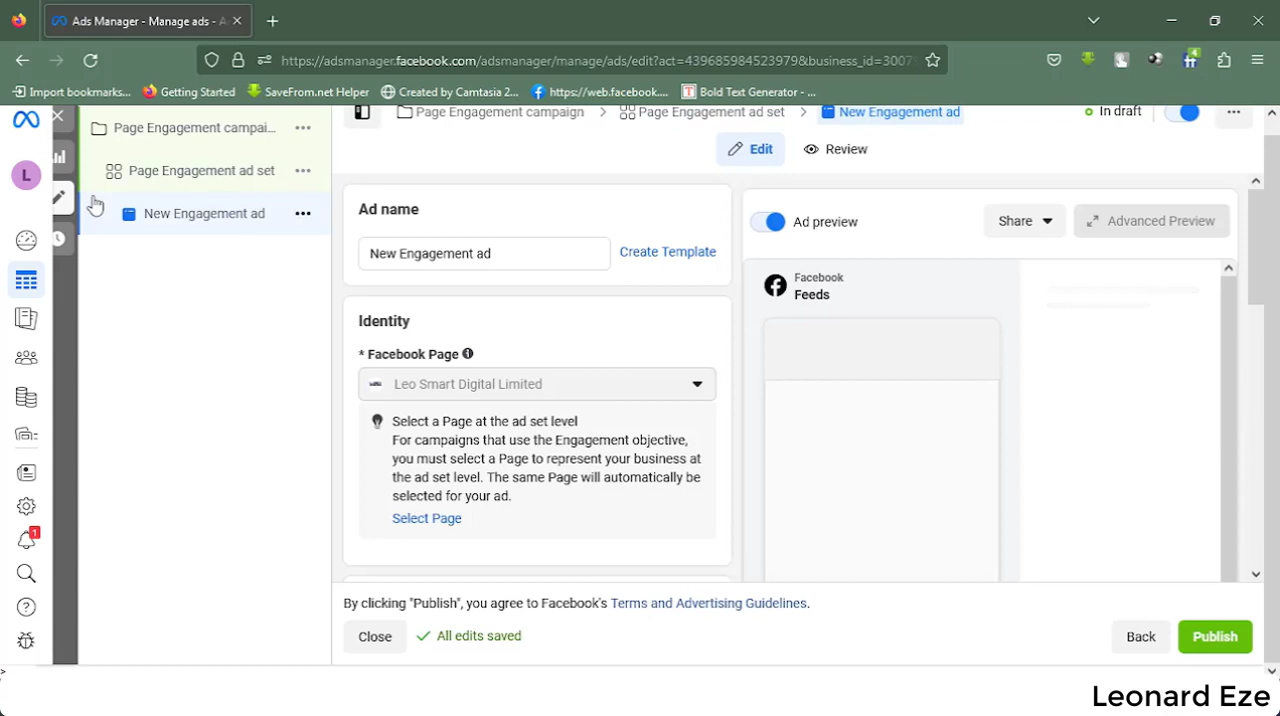 Ads Manager - Manage ads - A
https://adsmanager.facebook.com/adsmanager/manage/ads/edit?act=439685984523979&business_id=3007
4
Import bookmarks...
Getting Started
SaveFrom.net Helper
Created by Camtasia 2...
https://web.facebook....
Bold Text Generator - ...
Page Engagement campai...
Page Engagement ad set
New Engagement ad
L
1
Page Engagement campaign > Page Engagement ad set > New Engagement ad
In draft
Edit
Review
Ad name
New Engagement ad
Create Template
Identity
* Facebook Page
Leo Smart Digital Limited
Select a Page at the ad set level
For campaigns that use the Engagement objective,
you must select a Page to represent your business at
the ad set level. The same Page will automatically be
selected for your ad.
Select Page
Ad preview
Share
Advanced Preview
Facebook
Feeds
By clicking "Publish", you agree to Facebook's Terms and Advertising Guidelines.
Close
All edits saved
Back
Publish
>
Leonard Eze